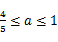 4/5 ≤ a ≤ 1